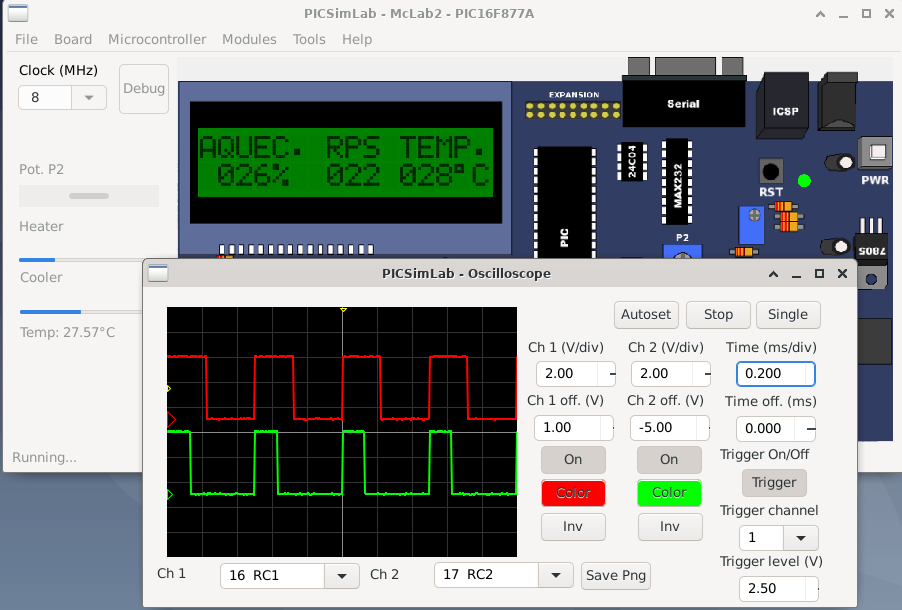 PICSimLab - McLab2 - PIC16F877A
File Board Microcontroller Modules Tools Help
Clock (MHz)
8
Debug
Pot. P2
Heater
Cooler
Temp: 27.57°C
Running...
AQUEC. RPS TEMP.
026% 022 028°C
EXPANSION
Serial
ICSP
24C04
MAX232
RST
PWR
PIC
P2
7805
PICSimLab - Oscilloscope
Autoset Stop Single
Ch 1 (V/div) Ch 2 (V/div) Time (ms/div)
2.00 2.00 0.200
Ch 1 off. (V) Ch 2 off. (V) Time off. (ms)
1.00 -5.00 0.000
On On Trigger On/Off
Color Color Trigger
Inv Inv Trigger channel
1
Trigger level (V)
2.50
Ch 1 16 RC1 Ch 2 17 RC2 Save Png